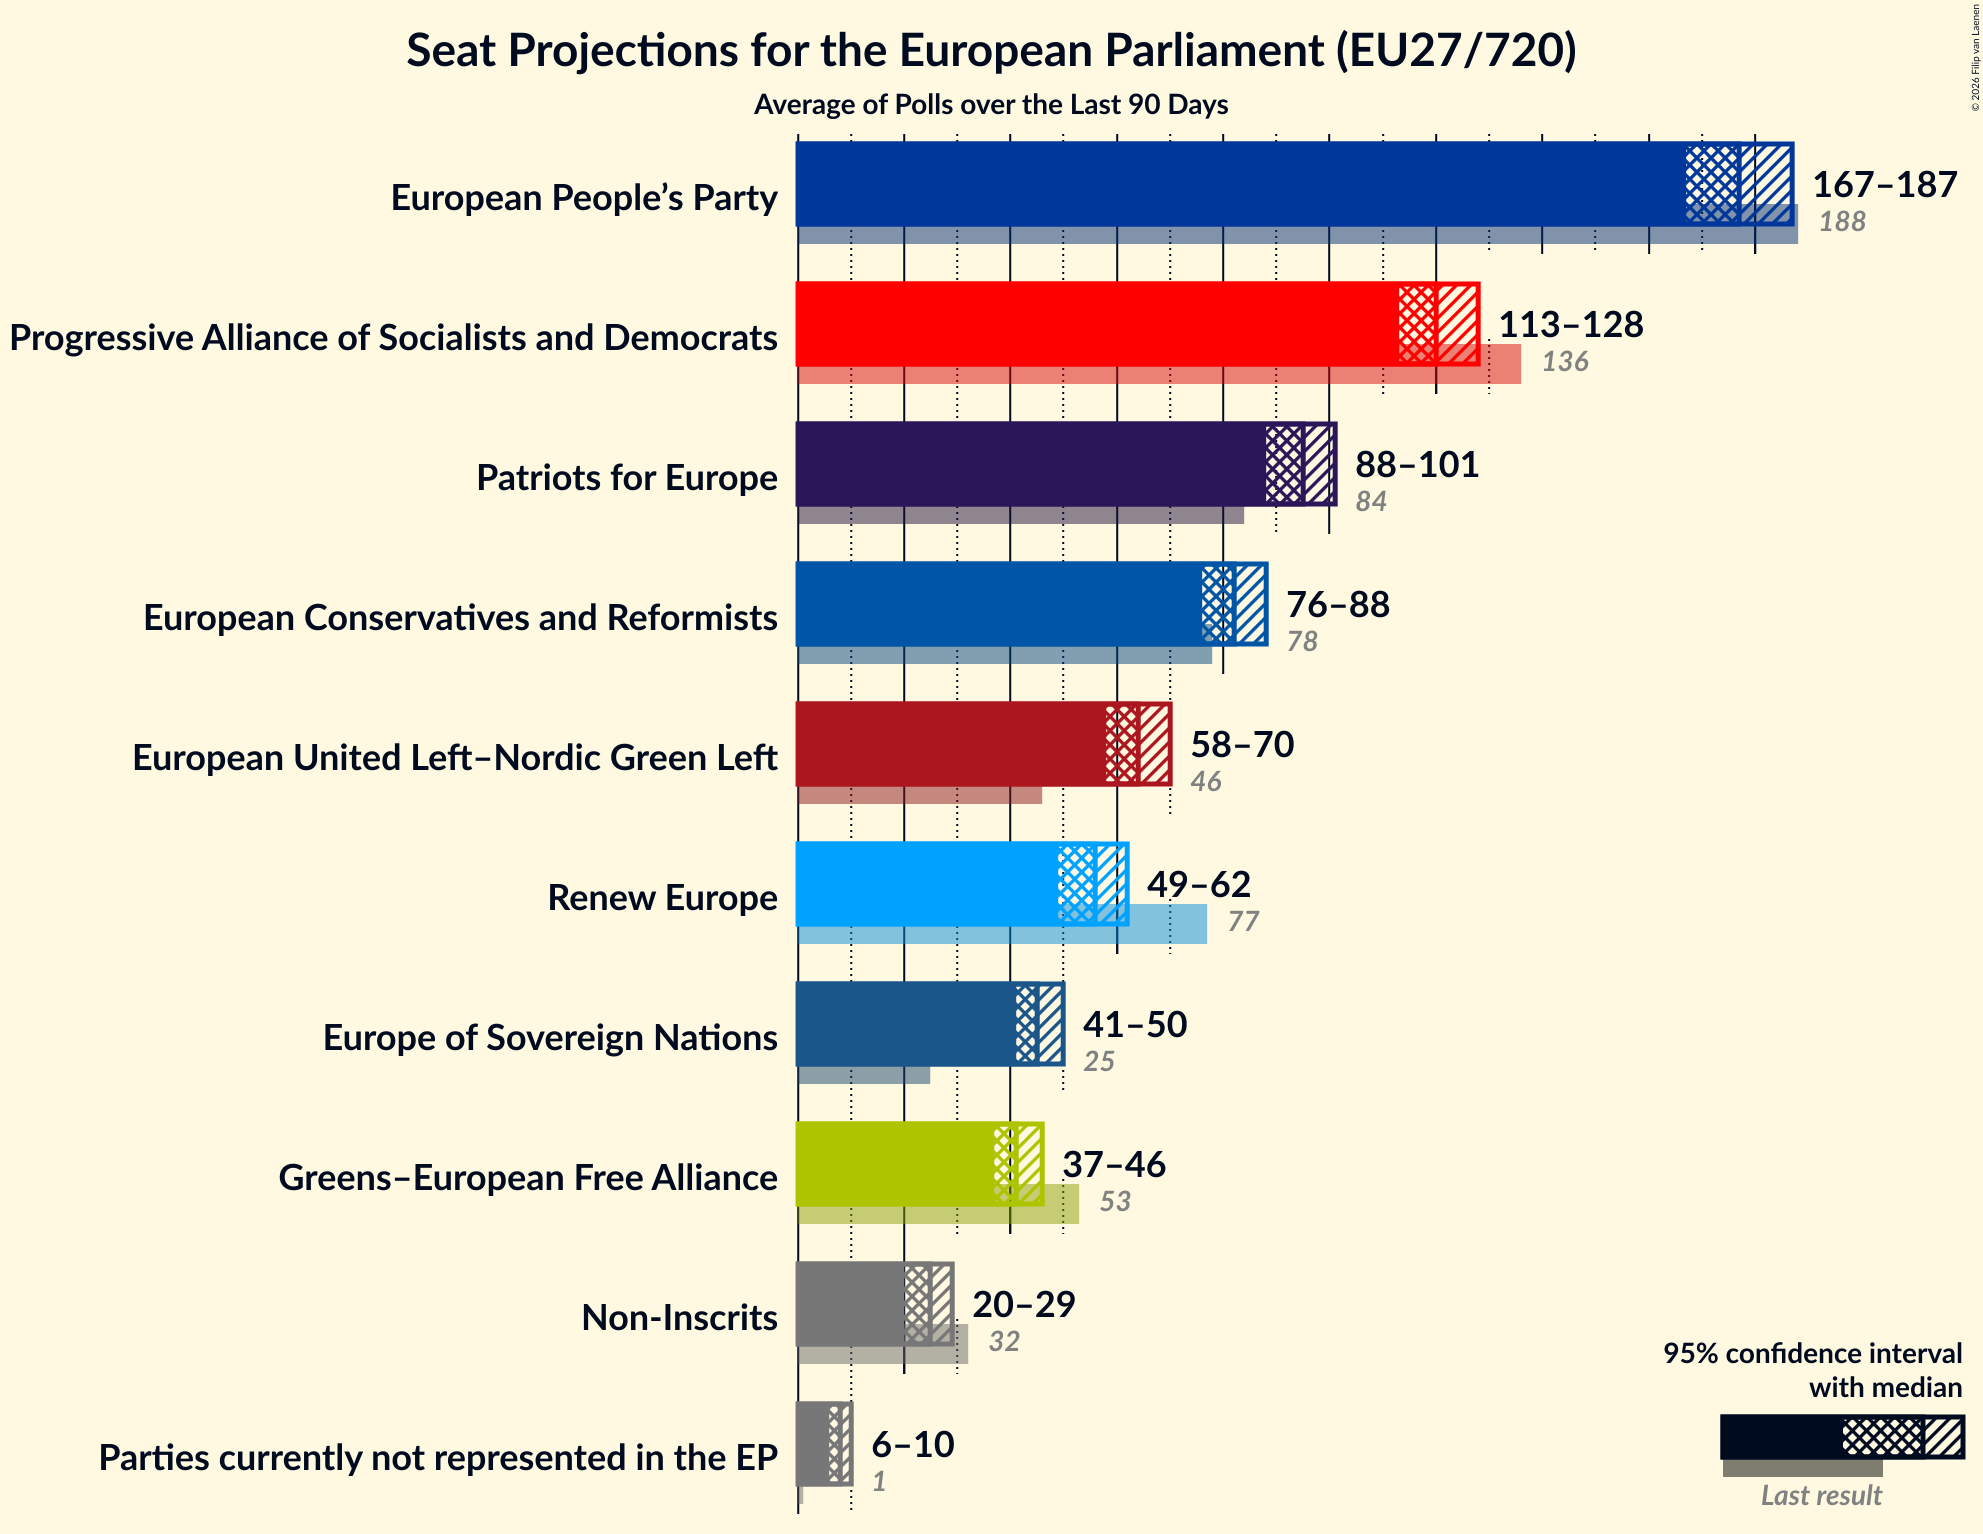 Seat Projections for the European Parliament (EU27/720)
Average of Polls over the Last 90 Days
© 2026 Filip van Laenen
European People’s Party
167–187
188
Progressive Alliance of Socialists and Democrats
113–128
136
Patriots for Europe
88–101
84
European Conservatives and Reformists
76–88
78
European United Left–Nordic Green Left
58–70
46
Renew Europe
49–62
77
Europe of Sovereign Nations
41–50
25
Greens–European Free Alliance
37–46
53
Non-Inscrits
20–29
32
Parties currently not represented in the EP
6–10
1
95% confidence interval
with median
Last result